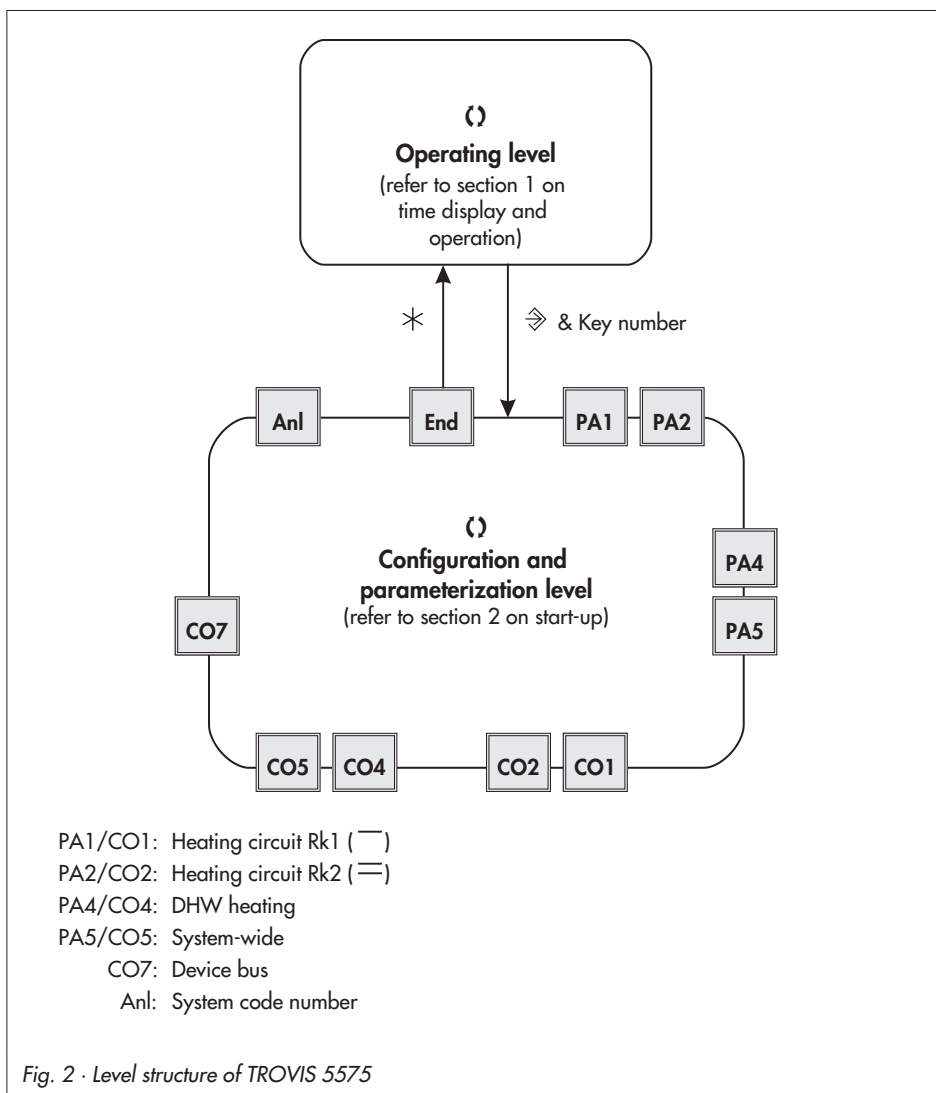 Operating level
(refer to section 1 on
time display and
operation)
& Key number
Anl
End
PA1
PA2
Configuration and
parameterization level
(refer to section 2 on start-up)
PA4
PA5
CO7
CO5
CO4
CO2
CO1
PA1/CO1: Heating circuit Rk1 ( )
PA2/CO2: Heating circuit Rk2 ( )
PA4/CO4: DHW heating
PA5/CO5: System-wide
CO7: Device bus
Anl: System code number
Fig. 2 · Level structure of TROVIS 5575